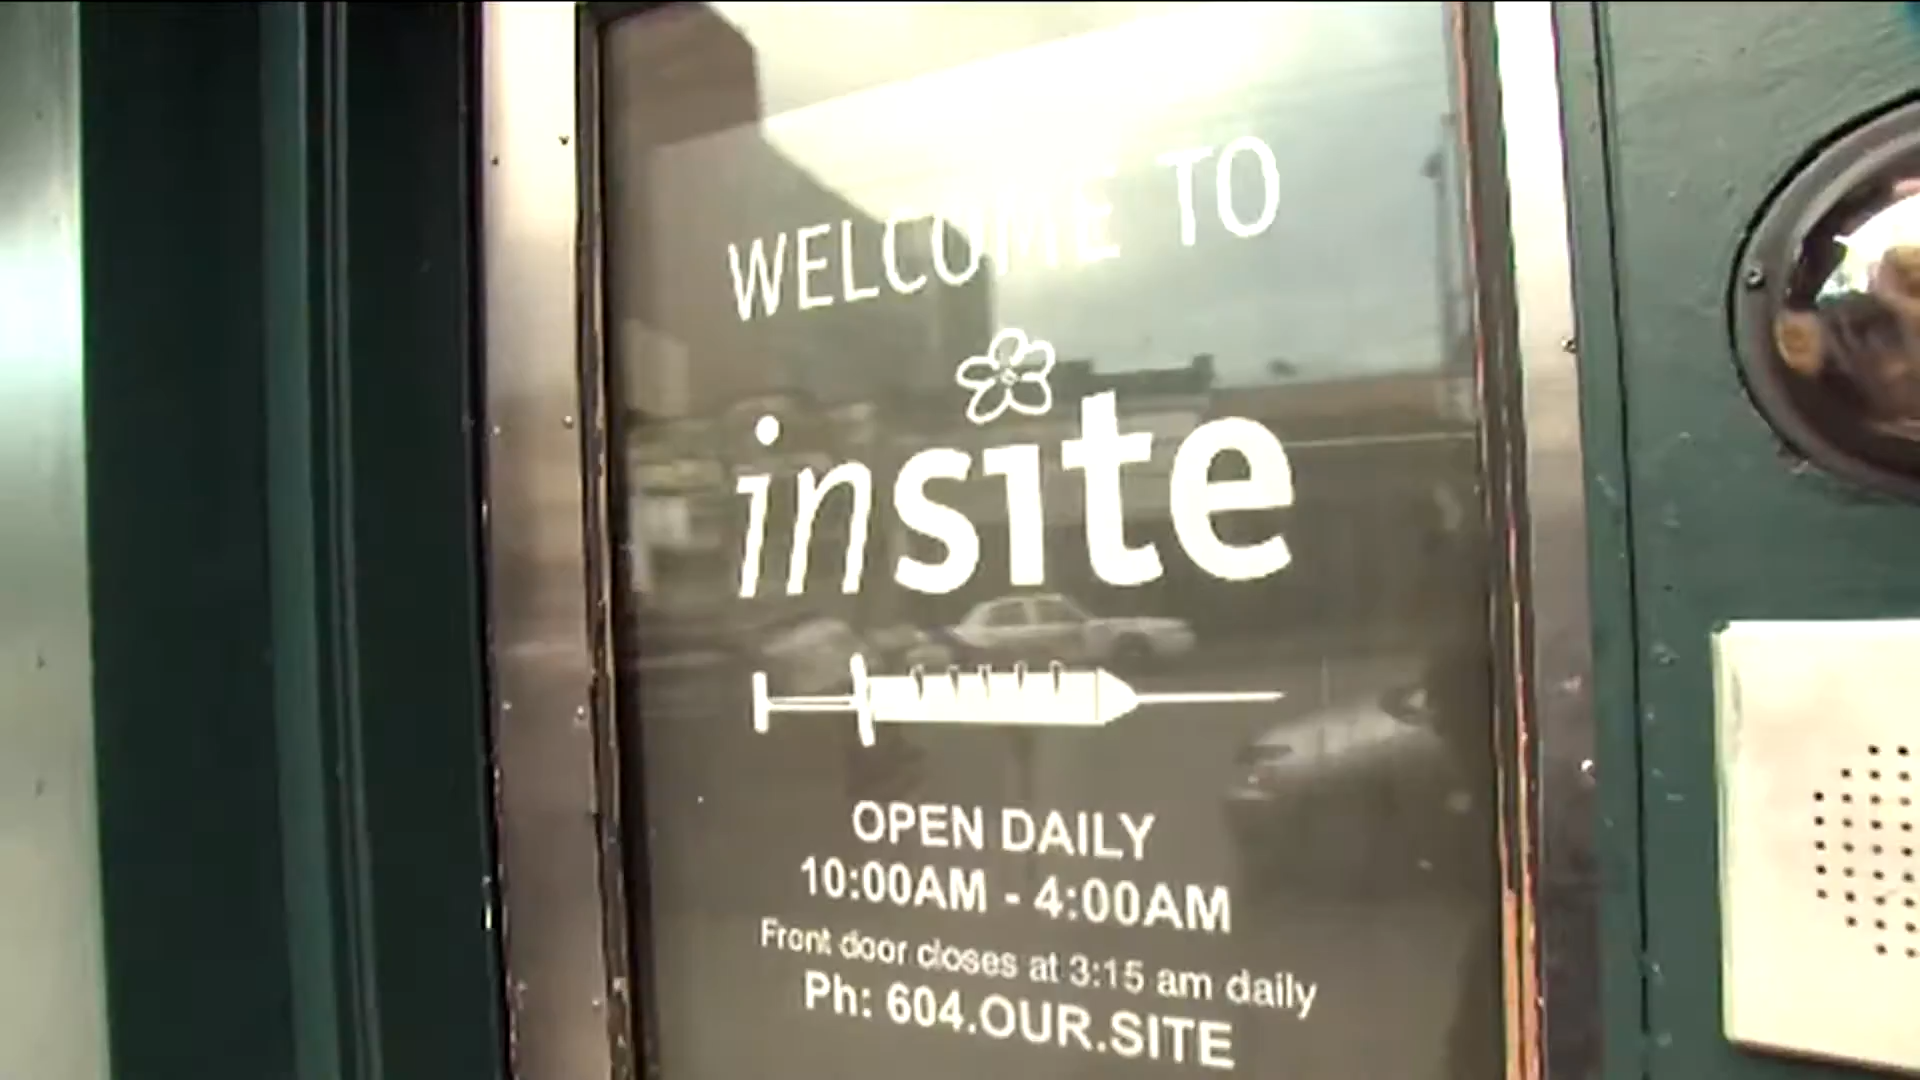 WELCOME TO
insite
OPEN DAILY
10:00AM - 4:00AM
Front door closes at 3:15 am daily
Ph: 604.OUR.SITE